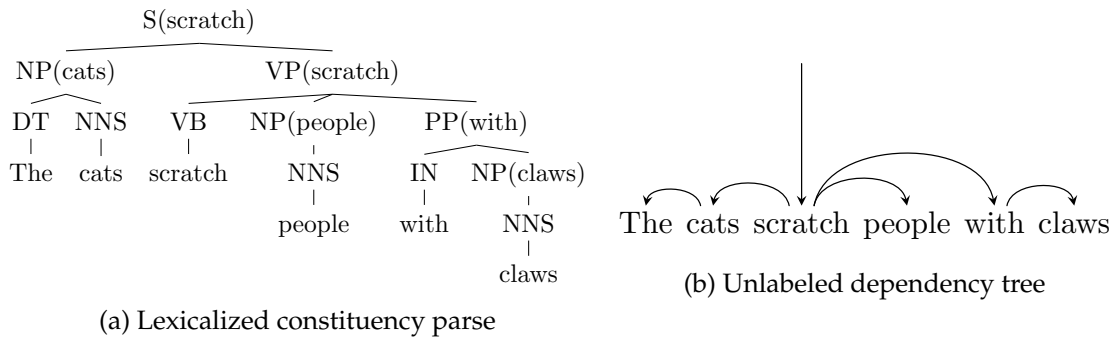 S(scratch)
NP(cats) VP(scratch)
DT NNS VB NP(people) PP(with)
The cats scratch NNS IN NP(claws)
people with NNS
claws
(a) Lexicalized constituency parse
The cats scratch people with claws
(b) Unlabeled dependency tree